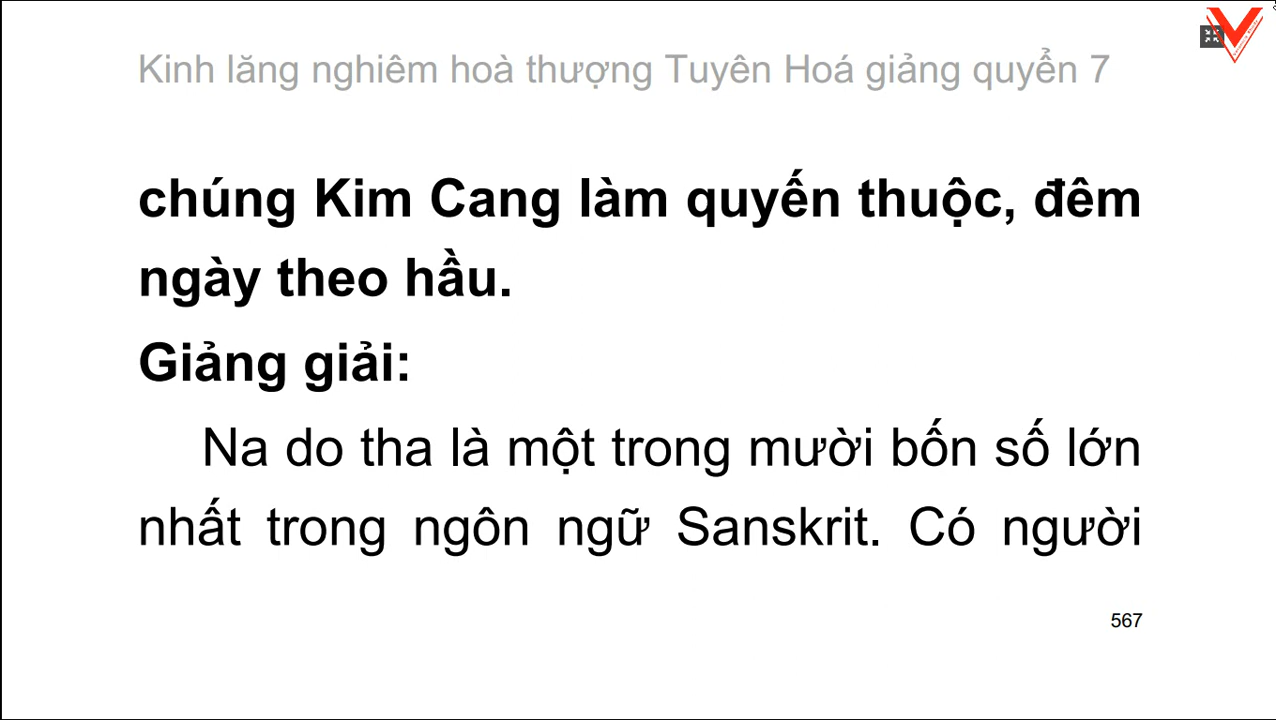 Kinh lăng nghiêm hoà thượng Tuyên Hoá giảng quyển 7
chúng Kim Cang làm quyến thuộc, đêm
ngày theo hầu.
Giảng giải:
Na do tha là một trong mười bốn số lớn
nhất trong ngôn ngữ Sanskrit. Có người
567